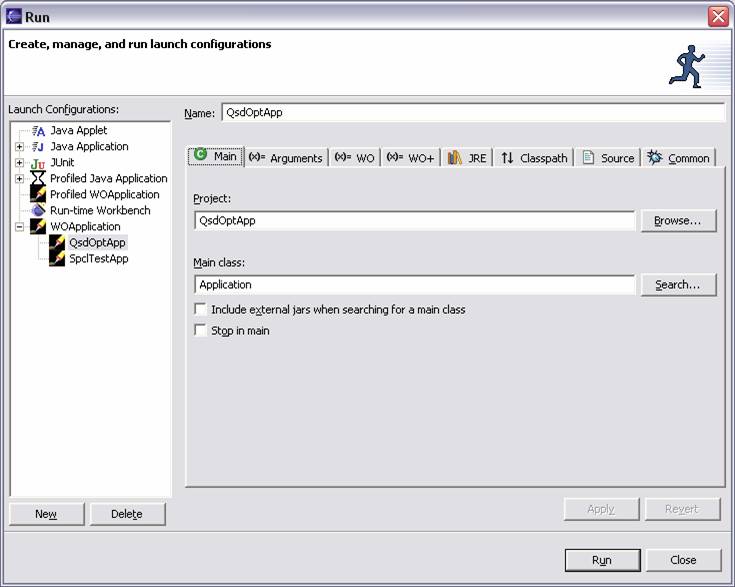 Run
Create, manage, and run launch configurations
Launch Configurations:
Java Applet
Java Application
JUnit
Profiled Java Application
Profiled WOApplication
Run-time Workbench
WOApplication
QsdOptApp
SpclTestApp
New
Delete
Name:
QsdOptApp
Main
(x)= Arguments
(x)= WO
(x)= WO+
JRE
Classpath
Source
Common
Project:
QsdOptApp
Browse...
Main class:
Application
Search...
Include external jars when searching for a main class
Stop in main
Apply
Revert
Run
Close